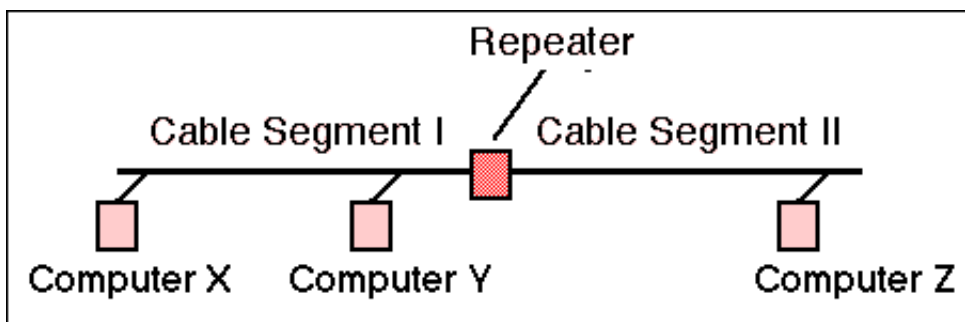 Repeater
Cable Segment I Cable Segment II
Computer X Computer Y Computer Z